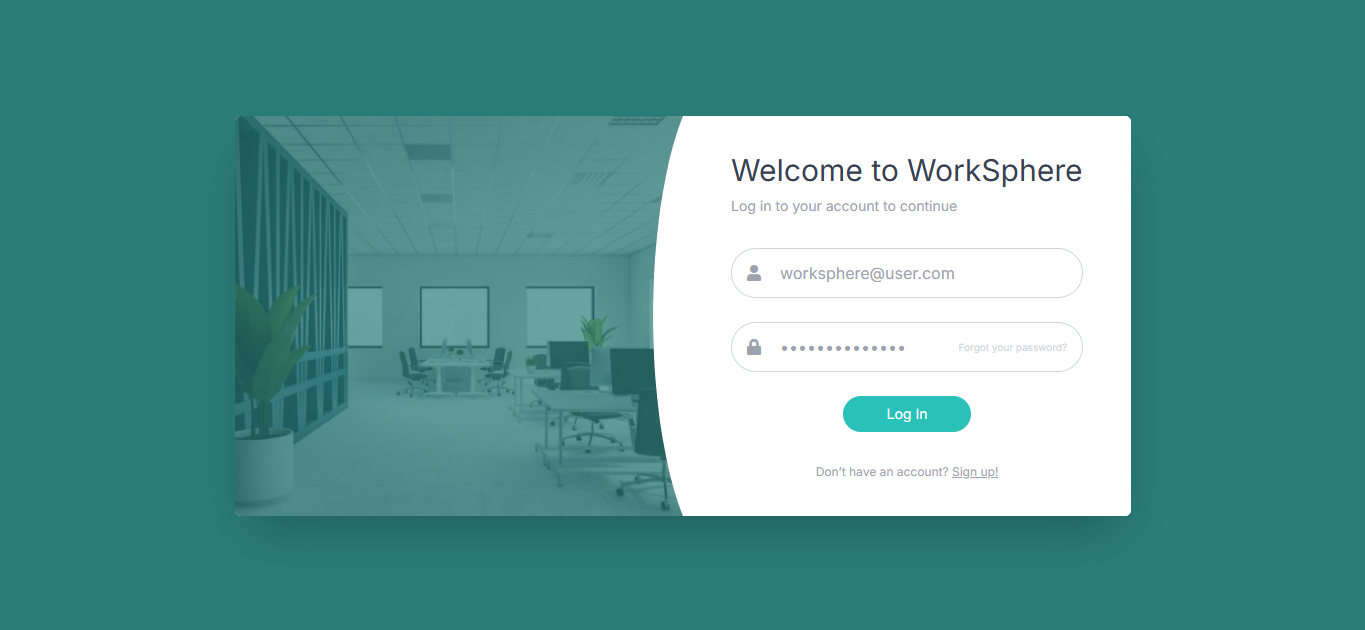 Welcome to WorkSphere
Log in to your account to continue
worksphere@user.com
••••••••••••••
Forgot your password?
Log In
Don't have an account? Sign up!